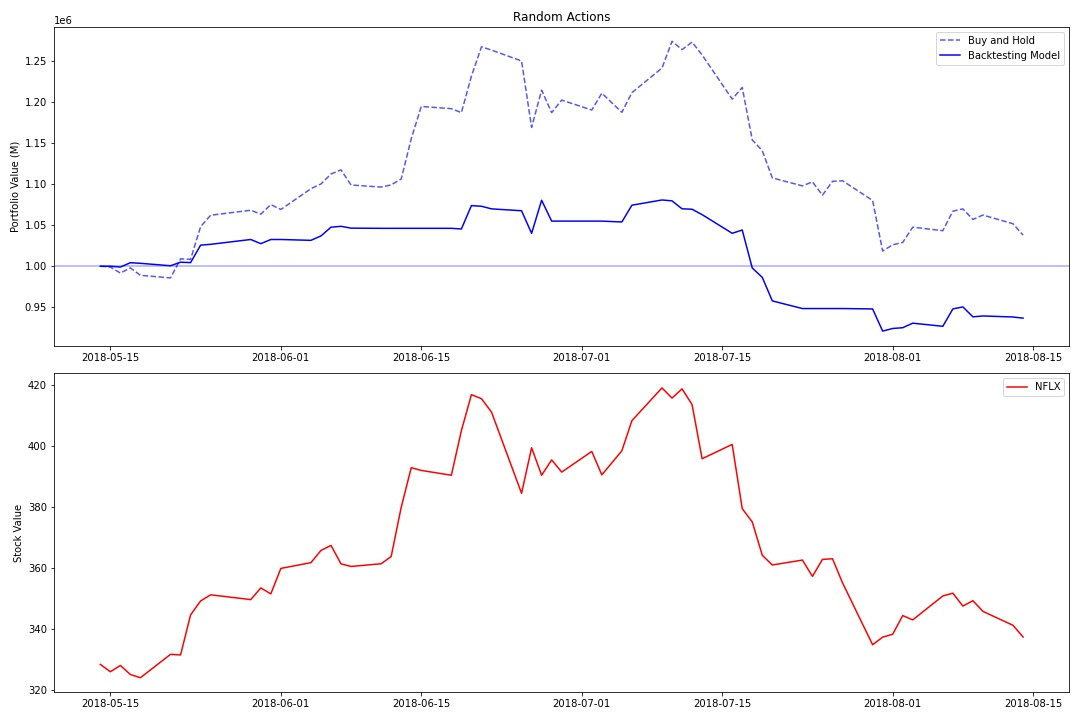 Random Actions
1e6
Buy and Hold
Backtesting Model
Portfolio Value (M)
1.25
1.20
1.15
1.10
1.05
1.00
0.95
2018-05-15 2018-06-01 2018-06-15 2018-07-01 2018-07-15 2018-08-01 2018-08-15
NFLX
Stock Value
420
400
380
360
340
320
2018-05-15 2018-06-01 2018-06-15 2018-07-01 2018-07-15 2018-08-01 2018-08-15